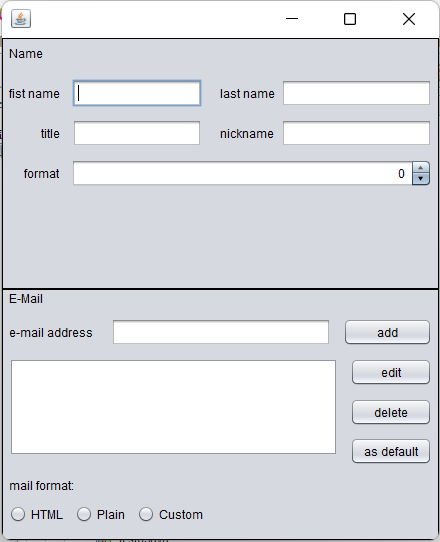 Name
fist name last name
title nickname
format 0
E-Mail
e-mail address add
edit
delete
as default
mail format:
HTML Plain Custom